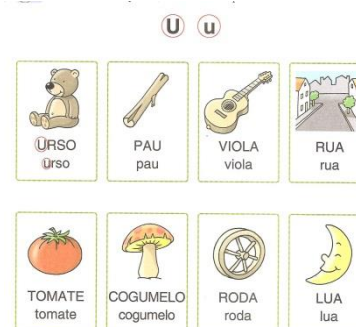 U u
URSO
urso
PAU
pau
VIOLA
viola
RUA
rua
TOMATE
tomate
COGUMELO
cogumelo
RODA
roda
LUA
lua